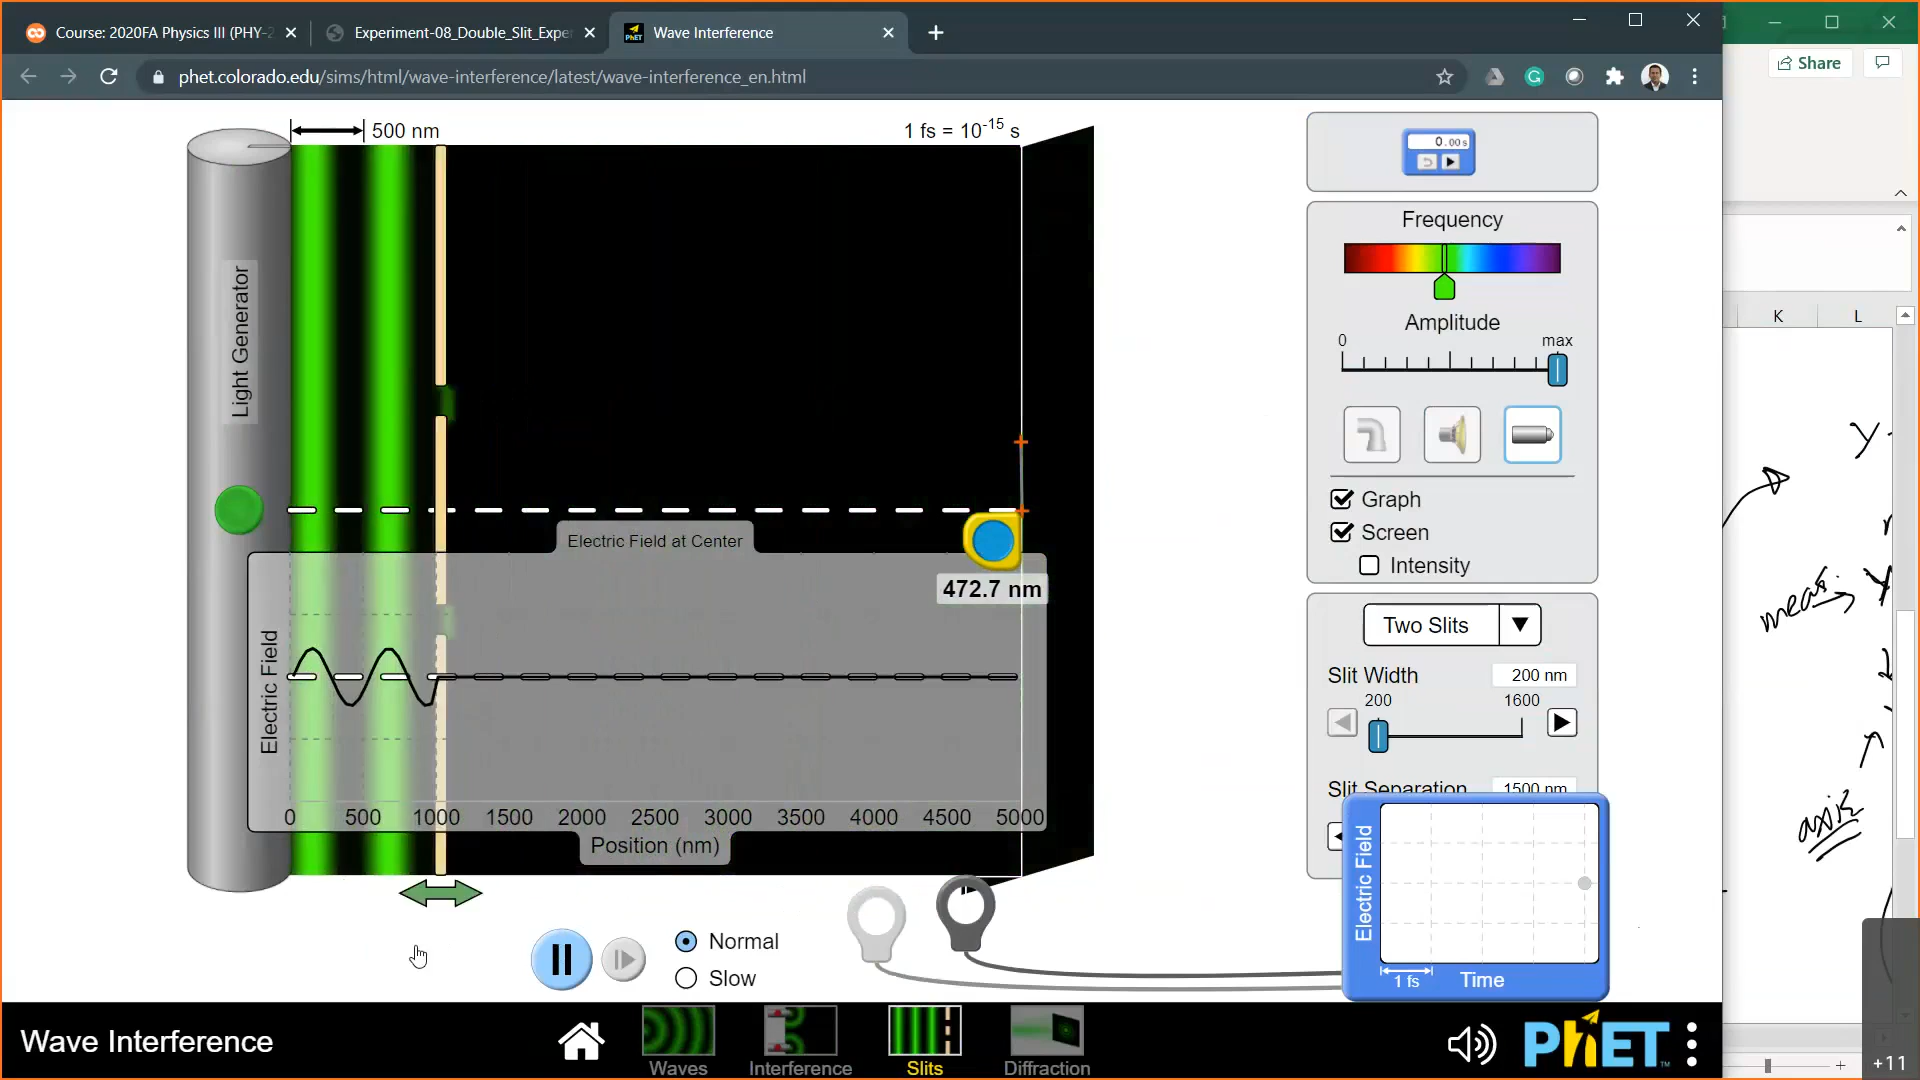 Course: 2020FA Physics III (PHY-2
Experiment-08_Double_Slit_Expe
Wave Interference
phet.colorado.edu/sims/html/wave-interference/latest/wave-interference_en.html
Share
500 nm
1 fs = 10-15 s
0.00 s
Frequency
Amplitude
0
max
Light Generator
Graph
Screen
Intensity
Electric Field at Center
472.7 nm
Electric Field
0 500 1000 1500 2000 2500 3000 3500 4000 4500 5000
Position (nm)
Two Slits
Slit Width
200 nm
200
1600
Slit Separation
1500 nm
Electric Field
1 fs
Time
Normal
Slow
K
L
y
meas.
y
axis
Wave Interference
Waves
Interference
Slits
Diffraction
PhET
+11